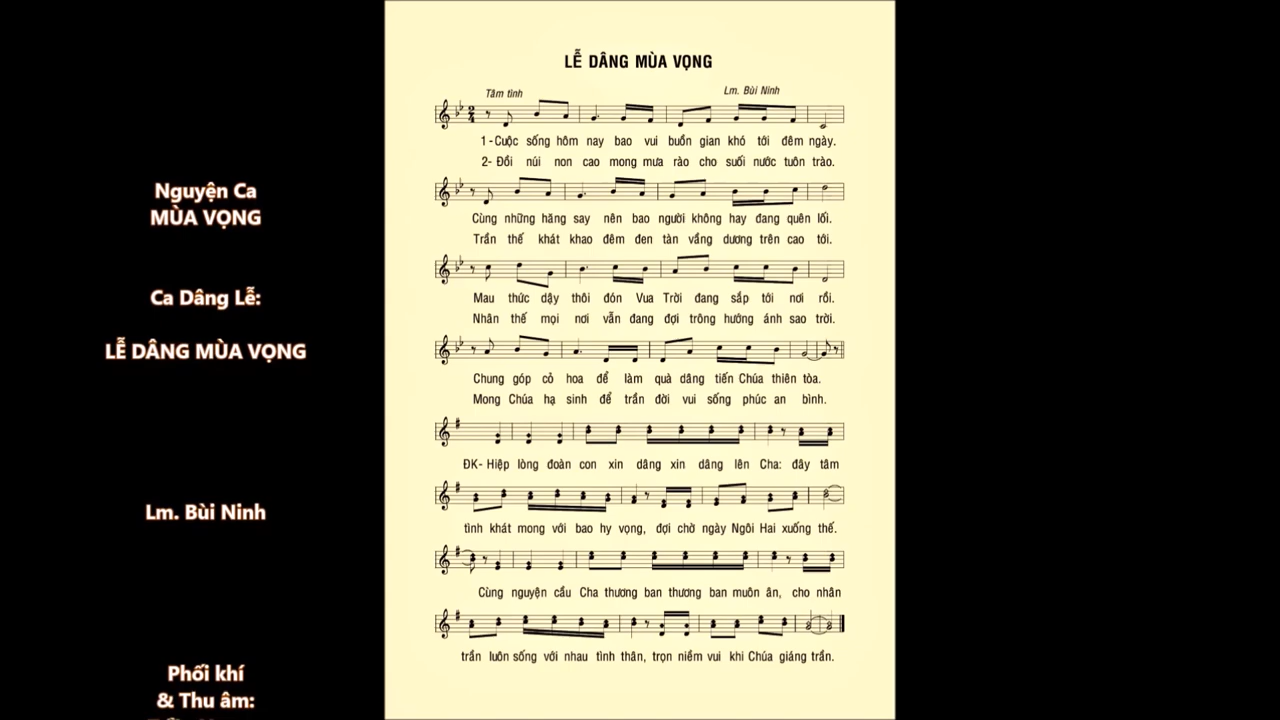 Nguyện Ca
MÙA VỌNG
Ca Dâng Lễ:
LỄ DÂNG MÙA VỌNG
Lm. Bùi Ninh
Phối khí
& Thu âm:
LỄ DÂNG MÙA VỌNG
Tâm tình
Lm. Bùi Ninh
1 -Cuộc sống hôm nay bao vui buồn gian khó tới đêm ngày.
2- Đồi núi non cao mong mưa rào cho suối nước tuôn trào.
Cùng những hăng say nên bao người không hay đang quên lối.
Trần thế khát khao đêm đen tàn vầng dương trên cao tới.
Mau thức dậy thôi đón Vua Trời đang sắp tới nơi rồi.
Nhân thế mọi nơi vẫn đang đợi trông hướng ánh sao trời.
Chung góp cỏ hoa để làm quà dâng tiến Chúa thiên tòa.
Mong Chúa hạ sinh để trần đời vui sống phúc an bình.
ĐK- Hiệp lòng đoàn con xin dâng xin dâng lên Cha: đây tâm
tình khát mong với bao hy vọng, đợi chờ ngày Ngôi Hai xuống thế.
Cùng nguyện cầu Cha thương ban thương ban muôn ân, cho nhân
trần luôn sống với nhau tình thân, trọn niềm vui khi Chúa giáng trần.